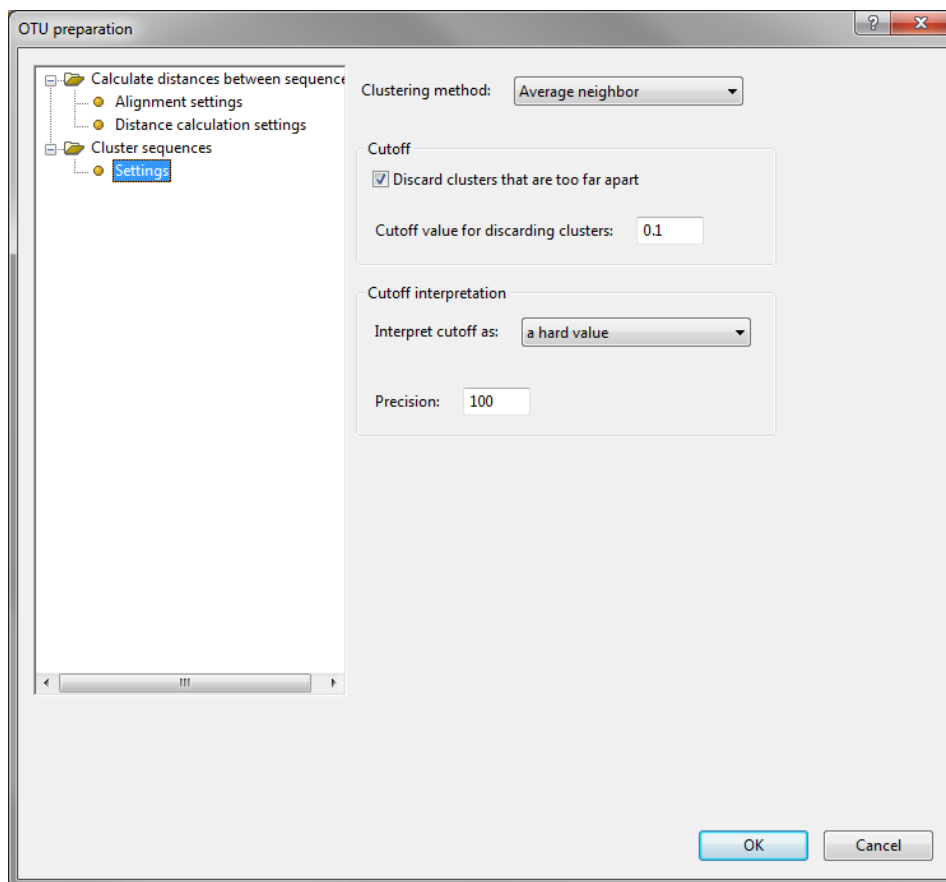 OTU preparation
Calculate distances between sequence
Alignment settings
Distance calculation settings
Cluster sequences
Settings
Clustering method: Average neighbor
Cutoff
Discard clusters that are too far apart
Cutoff value for discarding clusters: 0.1
Cutoff interpretation
Interpret cutoff as: a hard value
Precision: 100
OK Cancel